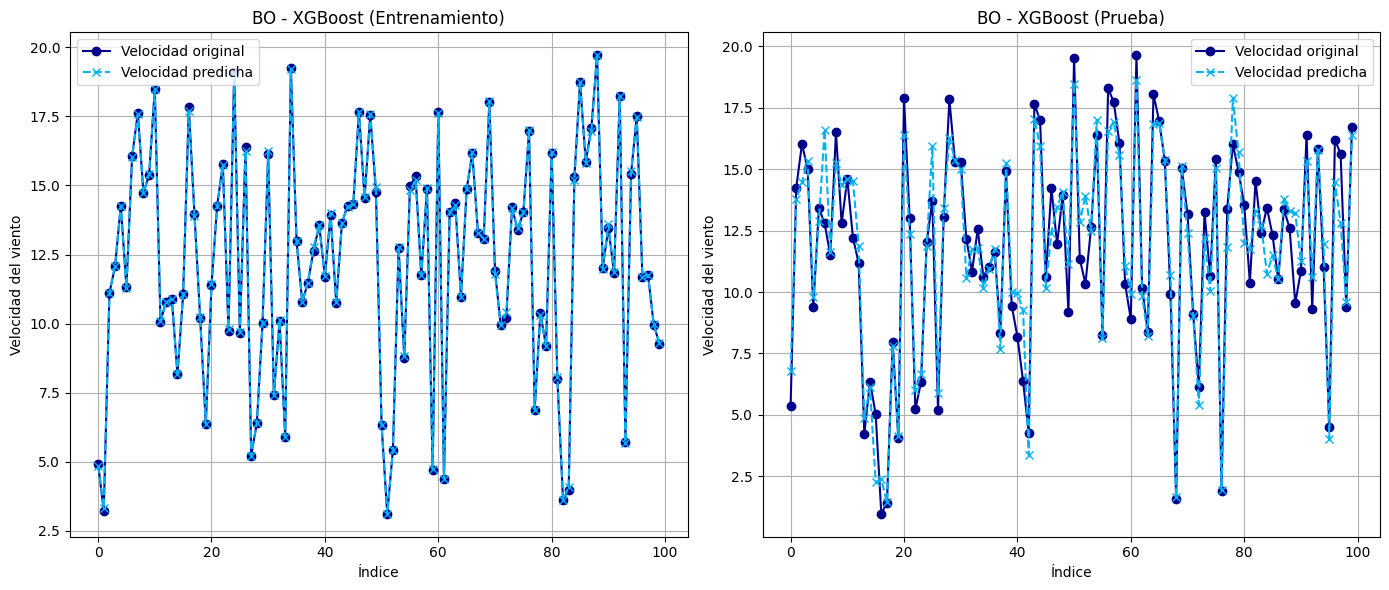 BO - XGBoost (Entrenamiento)
Velocidad original
Velocidad predicha
Velocidad del viento
20.0
17.5
15.0
12.5
10.0
7.5
5.0
2.5
0 20 40 60 80 100
Índice
BO - XGBoost (Prueba)
Velocidad original
Velocidad predicha
Velocidad del viento
20.0
17.5
15.0
12.5
10.0
7.5
5.0
2.5
0 20 40 60 80 100
Índice